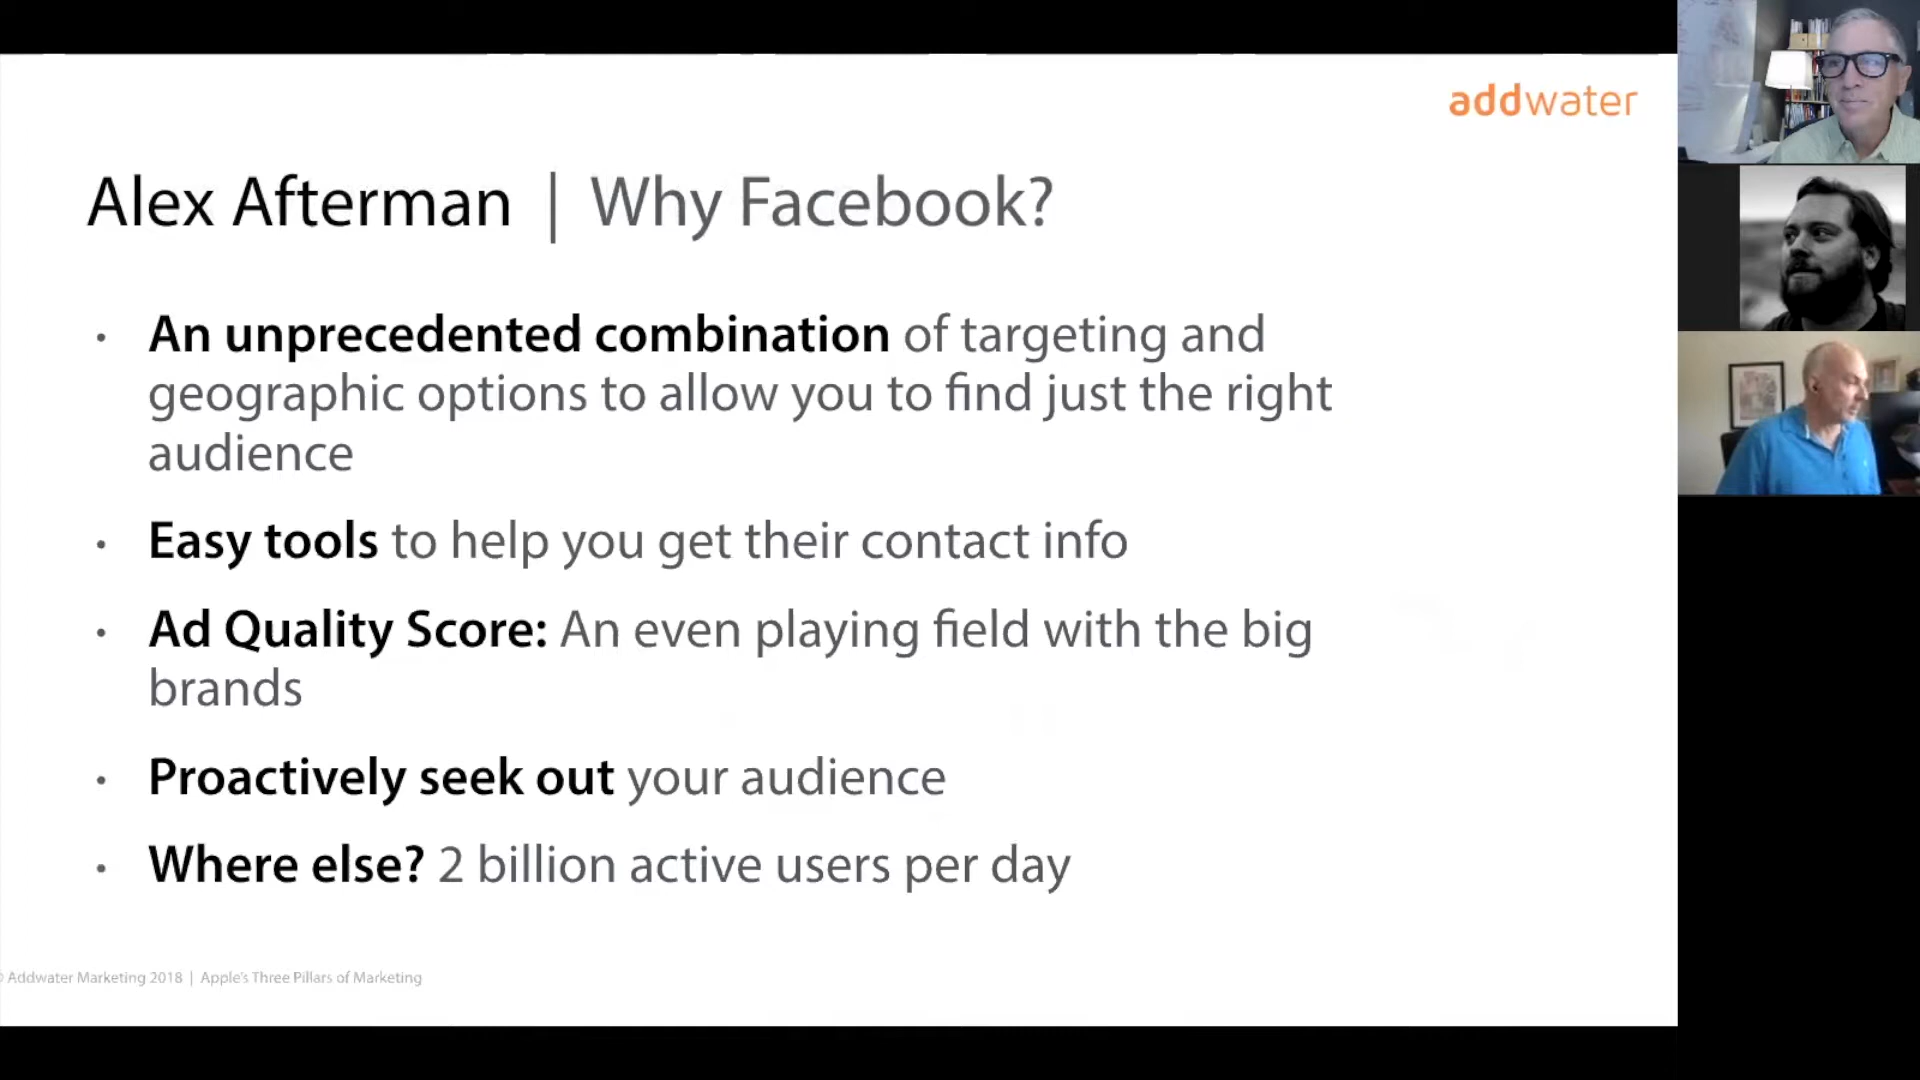 addwater
Alex Afterman | Why Facebook?
• An unprecedented combination of targeting and
geographic options to allow you to find just the right
audience
• Easy tools to help you get their contact info
• Ad Quality Score: An even playing field with the big
brands
• Proactively seek out your audience
• Where else? 2 billion active users per day
© Addwater Marketing 2018 | Apple's Three Pillars of Marketing